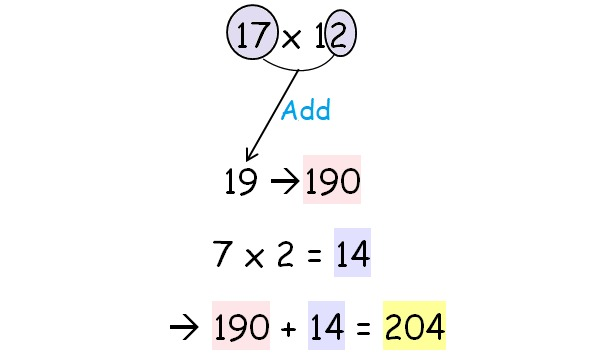 17 x 12
Add
19 → 190
7 x 2 = 14
→ 190 + 14 = 204